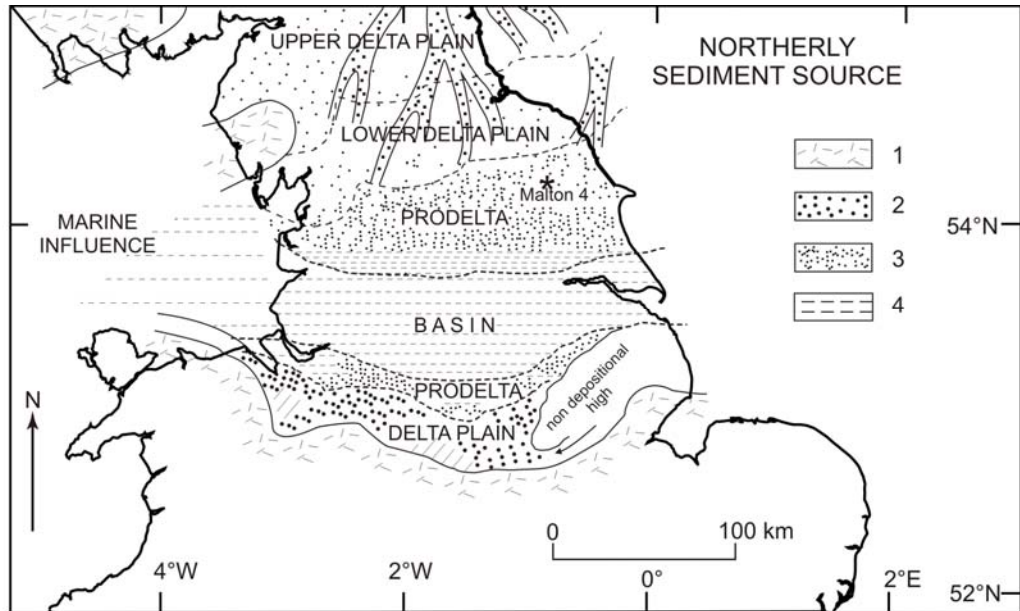 UPPER DELTA PLAIN
NORTHERLY
SEDIMENT SOURCE
LOWER DELTA PLAIN
1
Malton 4
2
MARINE
INFLUENCE
PRODELTA
54°N
3
4
BASIN
non depositional
high
PRODELTA
DELTA PLAIN
N
0
100 km
4°W
2°W
0°
2°E
52°N